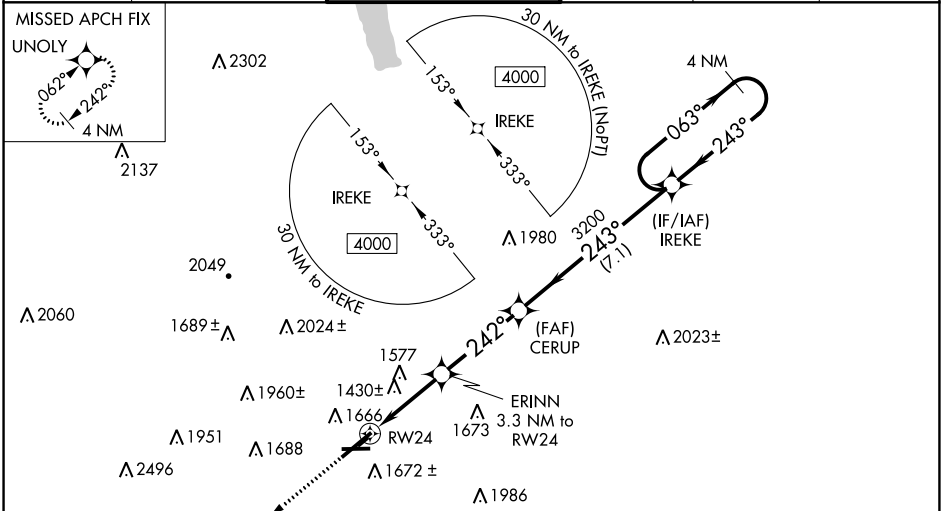 MISSED APCH FIX
UNOLY
062°
242°
4 NM
2302
2137
30 NM to IREKE (NoPT)
4000
153°
IREKE
333°
153°
IREKE
333°
4000
30 NM to IREKE
4 NM
063°
243°
(IF/IAF)
IREKE
3200
243°
(7.1)
1980
2049
2060
1689 ±
2024 ±
242°
(FAF)
CERUP
2023±
1577
1430±
1960±
ERINN
3.3 NM to
RW24
1666
1673
RW24
1951
1688
2496
1672 ±
1986